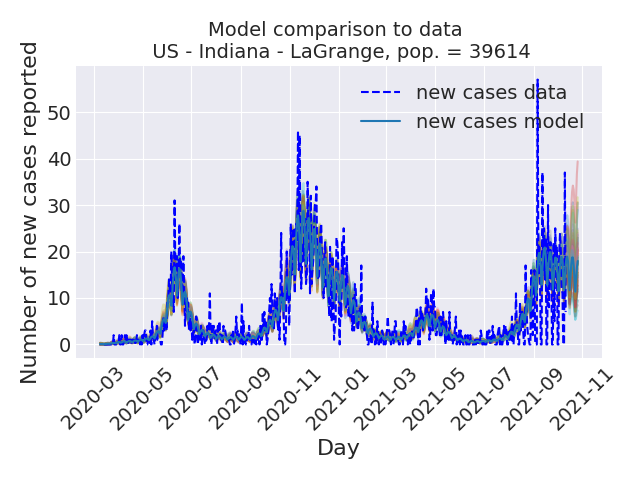 Model comparison to data
US - Indiana - LaGrange, pop. = 39614
Number of new cases reported
50
40
30
20
10
0
new cases data
new cases model
2020-03
2020-05
2020-07
2020-09
2020-11
2021-01
2021-03
2021-05
2021-07
2021-09
2021-11
Day